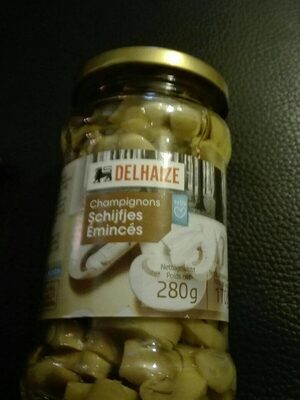 DELHAIZE
Champignons
Schijfjes
Émincés
280g